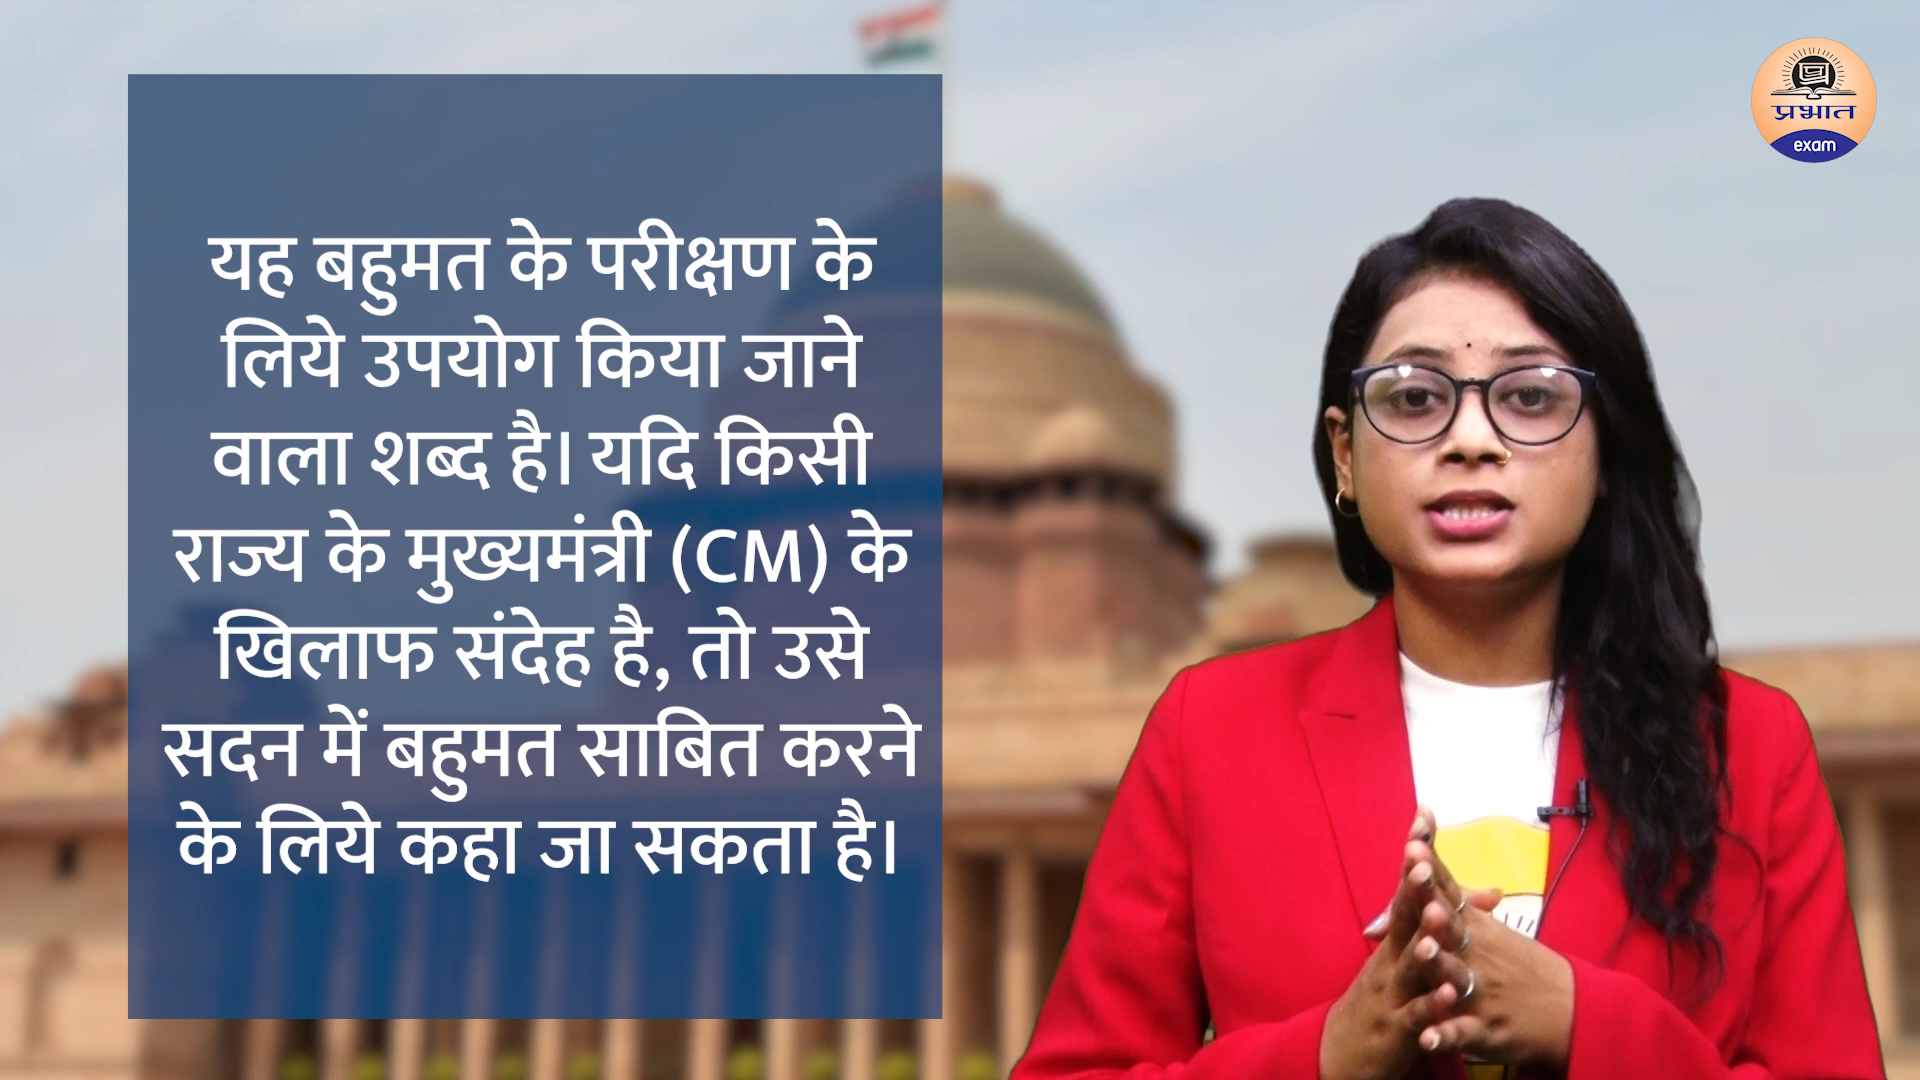 यह बहुमत के परीक्षण के
लिये उपयोग किया जाने
वाला शब्द है। यदि किसी
राज्य के मुख्यमंत्री (CM) के
खिलाफ संदेह है, तो उसे
सदन में बहुमत साबित करने
के लिये कहा जा सकता है।
प्रभात
exam